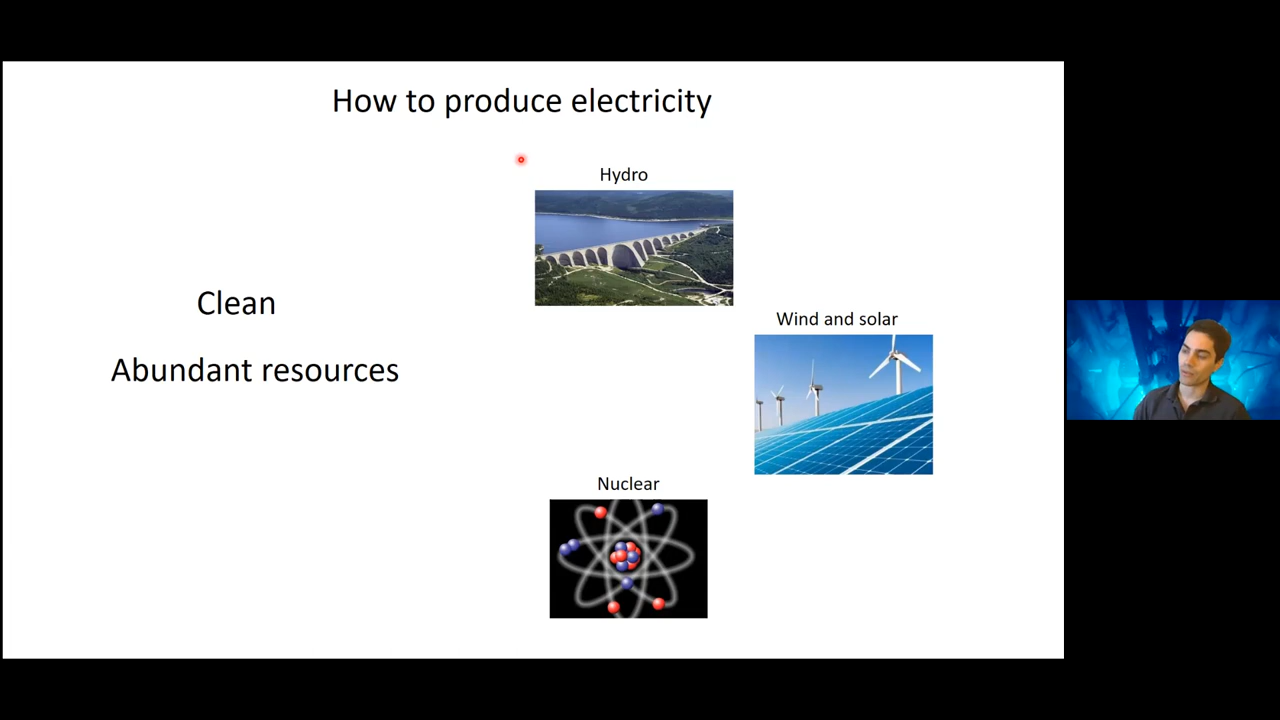 How to produce electricity
Hydro
Clean
Wind and solar
Abundant resources
Nuclear